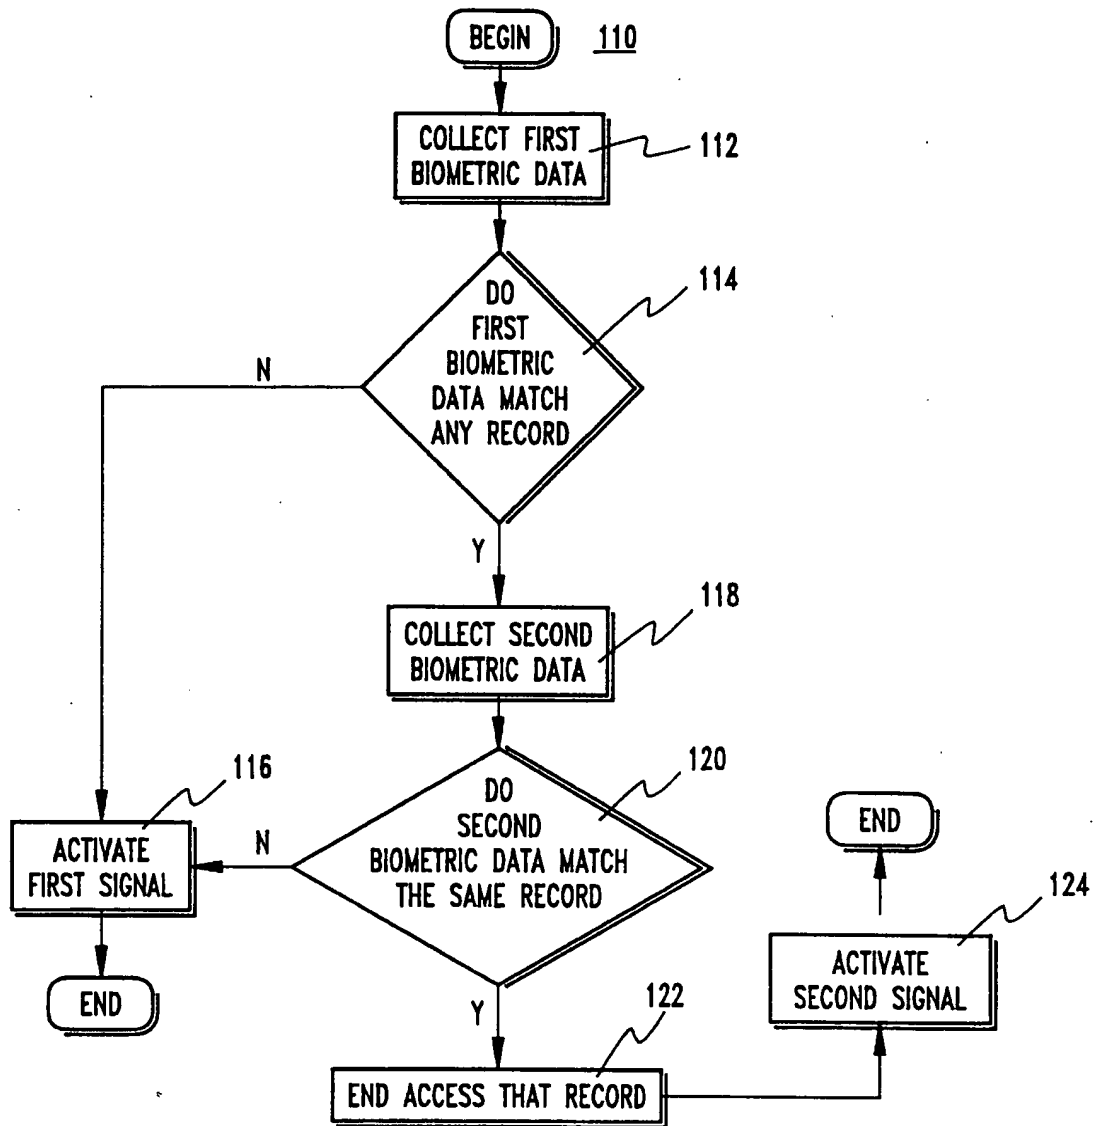 BEGIN
110
COLLECT FIRST
BIOMETRIC DATA
112
DO
FIRST
BIOMETRIC
DATA MATCH
ANY RECORD
114
N
Y
COLLECT SECOND
BIOMETRIC DATA
118
DO
SECOND
BIOMETRIC DATA MATCH
THE SAME RECORD
120
N
ACTIVATE
FIRST SIGNAL
116
END
Y
END ACCESS THAT RECORD
122
ACTIVATE
SECOND SIGNAL
124
END